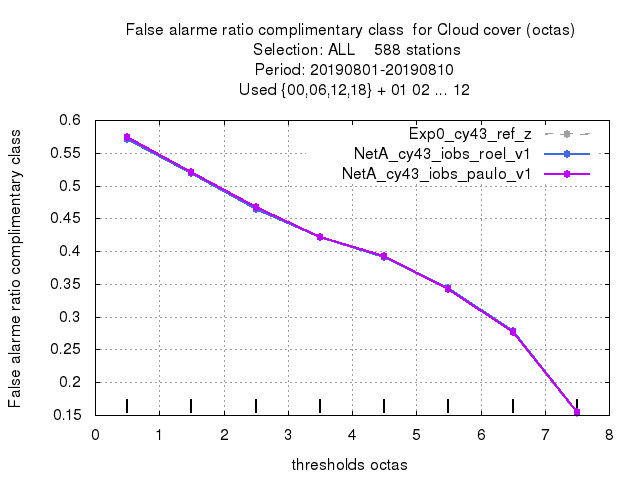 False alarme ratio complimentary class  for Cloud cover (octas)
Selection: ALL    588 stations
Period: 20190801-20190810
Used {00,06,12,18} + 01 02 ... 12
Exp0_cy43_ref_z
NetA_cy43_iobs_roel_v1
NetA_cy43_iobs_paulo_v1
False alarme ratio complimentary class
0.6
0.55
0.5
0.45
0.4
0.35
0.3
0.25
0.2
0.15
0 1 2 3 4 5 6 7 8
thresholds octas